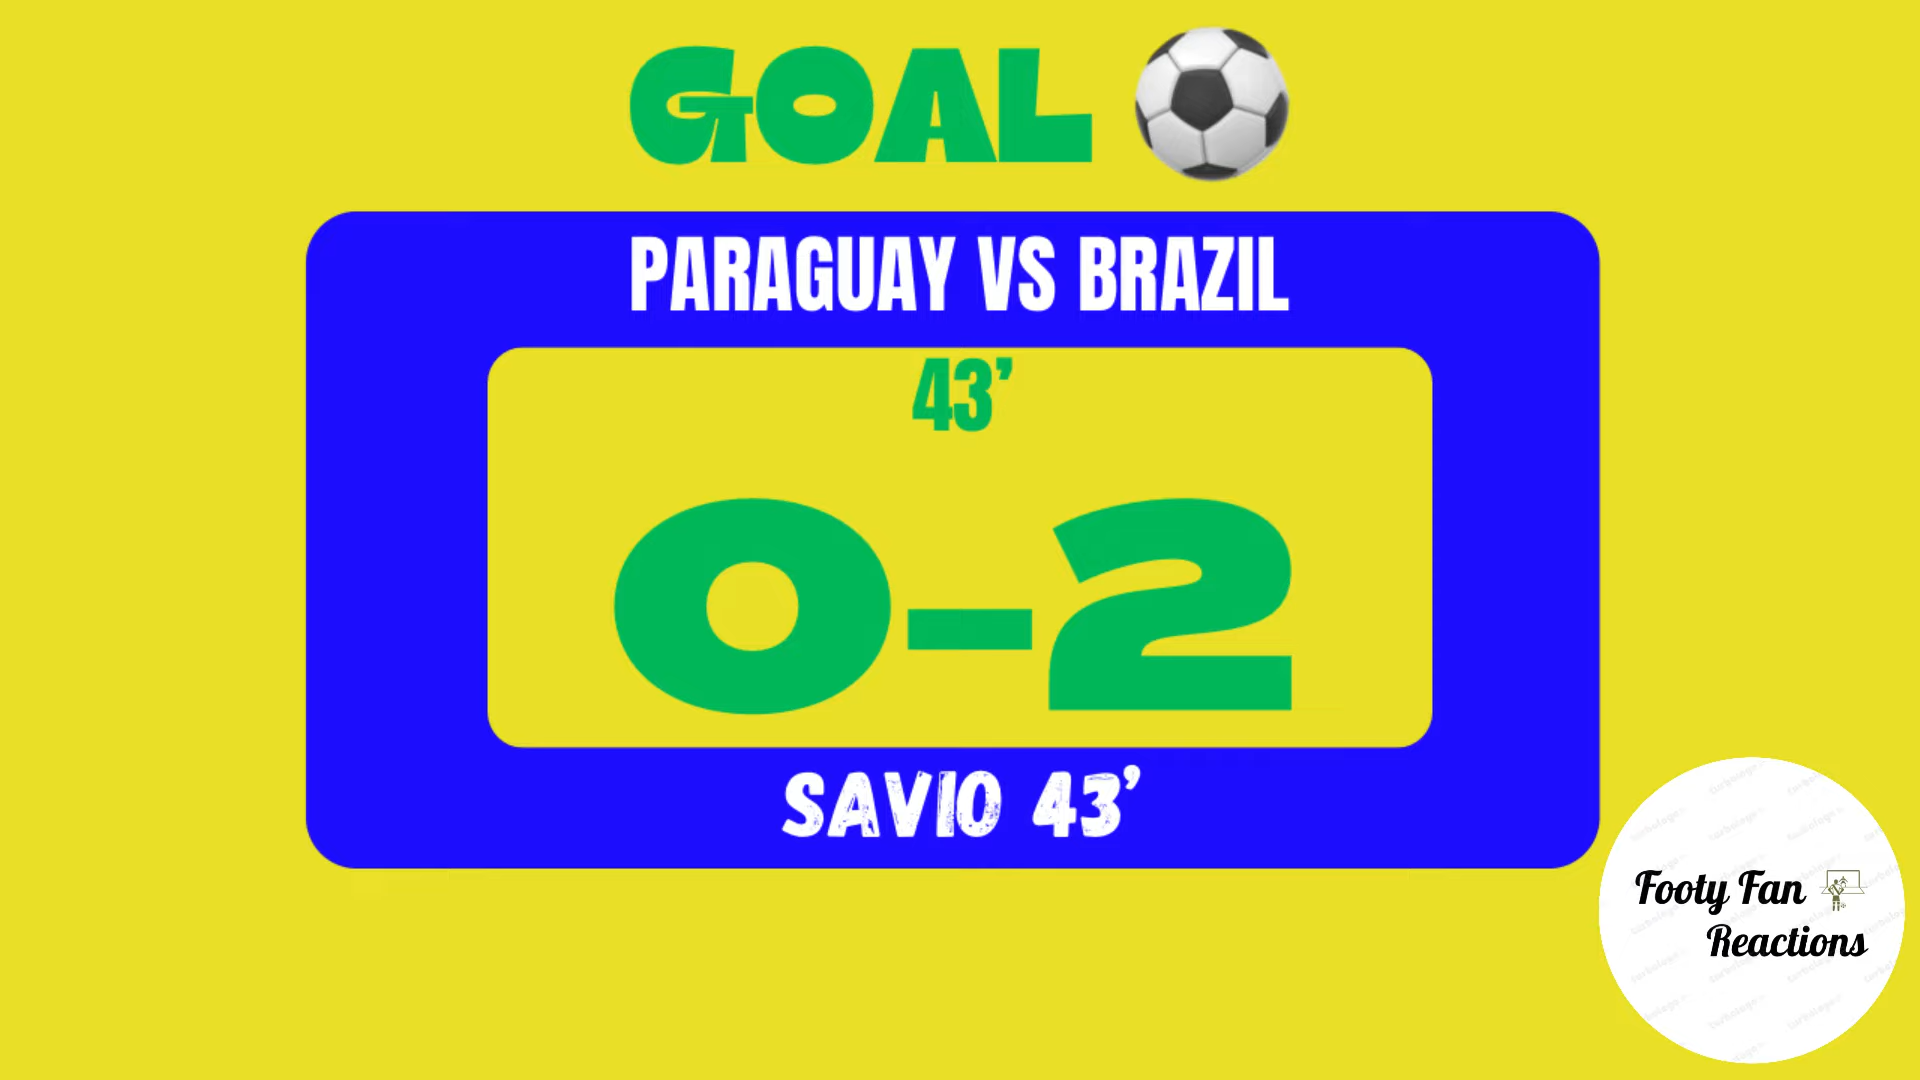 GOAL
PARAGUAY VS BRAZIL
43’
0-2
SAVIO 43’
Footy Fan
Reactions